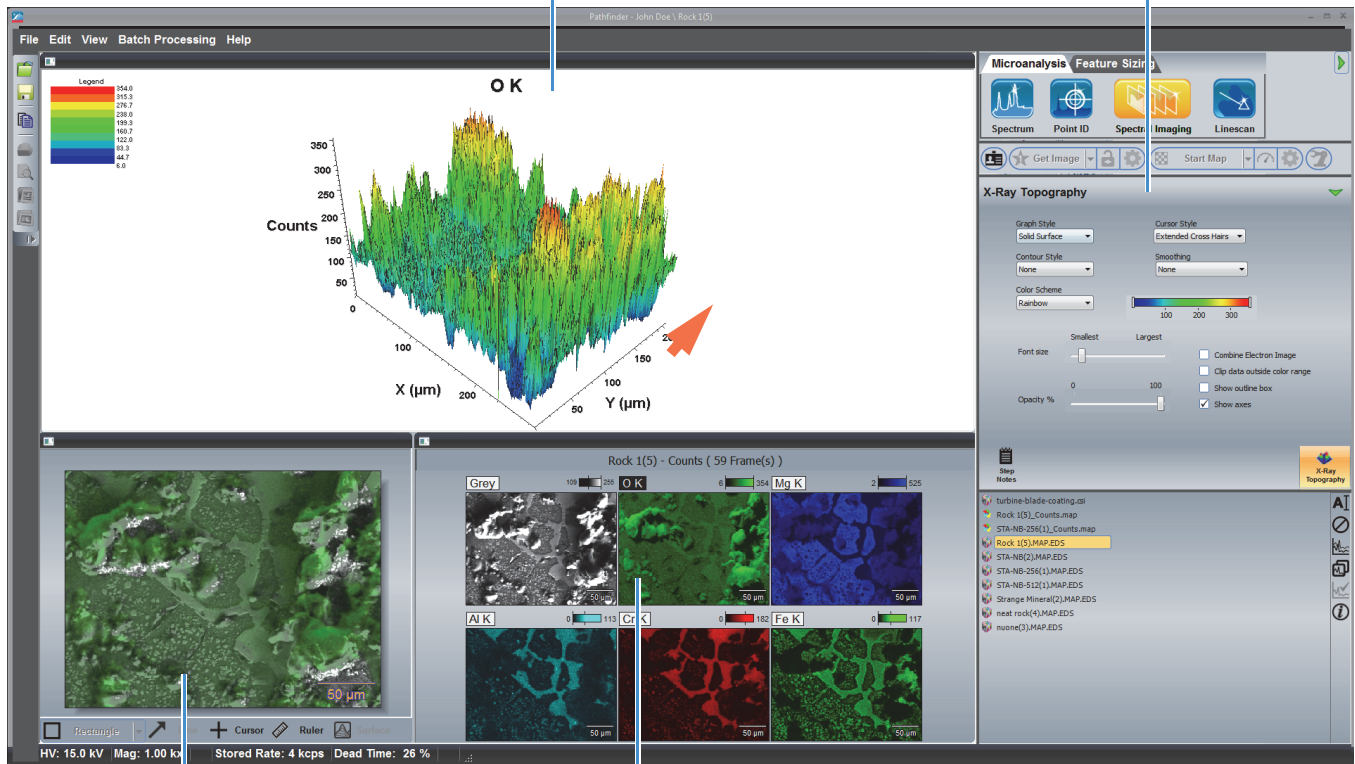 Pathfinder - John Doe \ Rock 1(5)
File Edit View Batch Processing Help
Legend
354.0
315.3
276.7
238.0
199.3
160.7
122.0
83.3
44.7
6.0
O K
Counts
350
300
250
200
150
100
50
0
100
200
X (µm)
50
100
150
Y (µm)
Microanalysis Feature Sizing
Spectrum Point ID Spectral Imaging Linescan
Get Image Start Map
X-Ray Topography
Graph Style Cursor Style
Solid Surface Extended Cross Hairs
Contour Style Smoothing
None None
Color Scheme
Rainbow
100 200 300
Smallest Largest
Font size
Combine Electron Image
Clip data outside color range
0 100
Show outline box
Opacity %
Show axes
Step Notes
X-Ray Topography
turbine-blade-coating.csi
Rock 1(5)_Counts.map
STA-NB-256(1)_Counts.map
Rock 1(5).MAP.EDS
STA-NB(2).MAP.EDS
STA-NB-256(1).MAP.EDS
STA-NB-512(1).MAP.EDS
Strange Mineral(2).MAP.EDS
neat rock(4).MAP.EDS
nuone(3).MAP.EDS
50 µm
Rectangle Cursor Ruler Surface
Rock 1(5) - Counts ( 59 Frame(s) )
Grey 109 255 O K 6 354 Mg K 2 525
50 µm 50 µm 50 µm
Al K 0 113 Cr K 0 182 Fe K 0 117
50 µm 50 µm 50 µm
HV: 15.0 kV Mag: 1.00 kx Stored Rate: 4 kcps Dead Time: 26 %